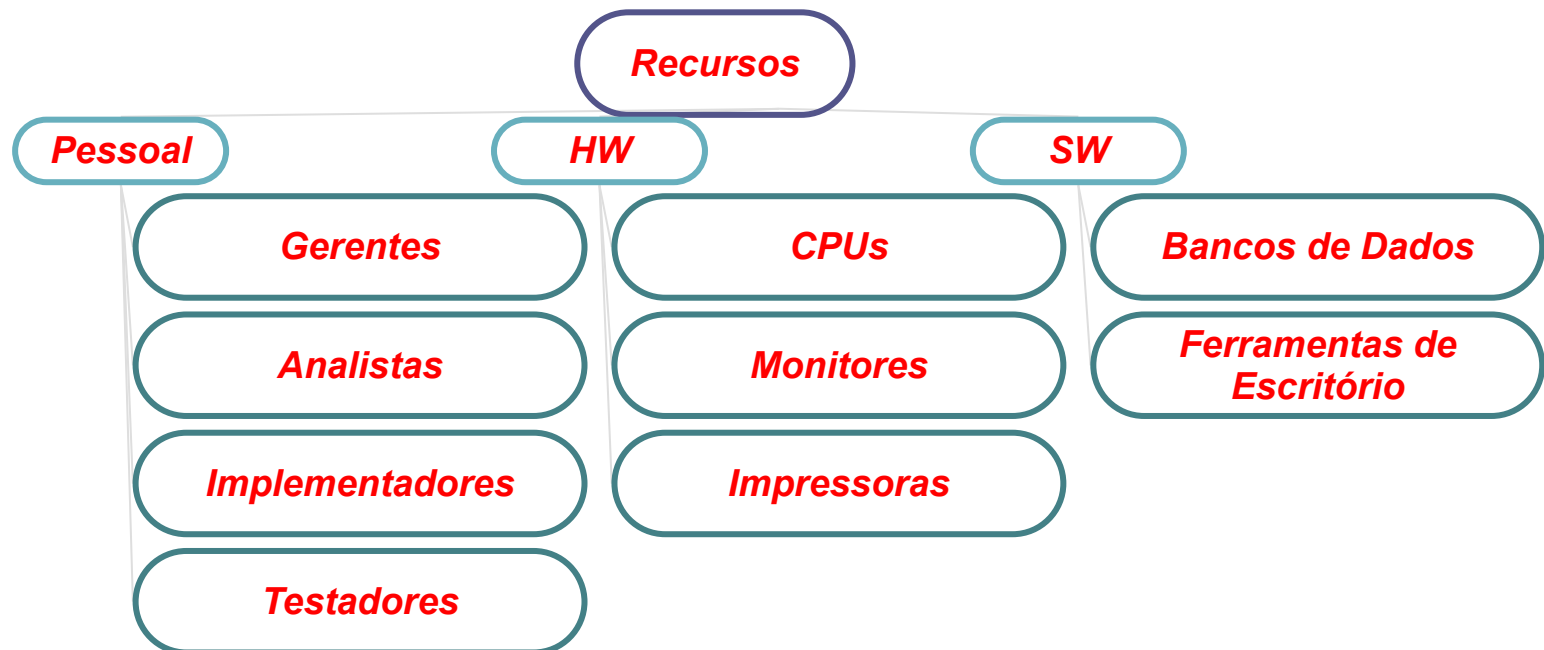 Recursos
Pessoal
HW
SW
Gerentes
CPUs
Bancos de Dados
Analistas
Monitores
Ferramentas de
Escritório
Implementadores
Impressoras
Testadores